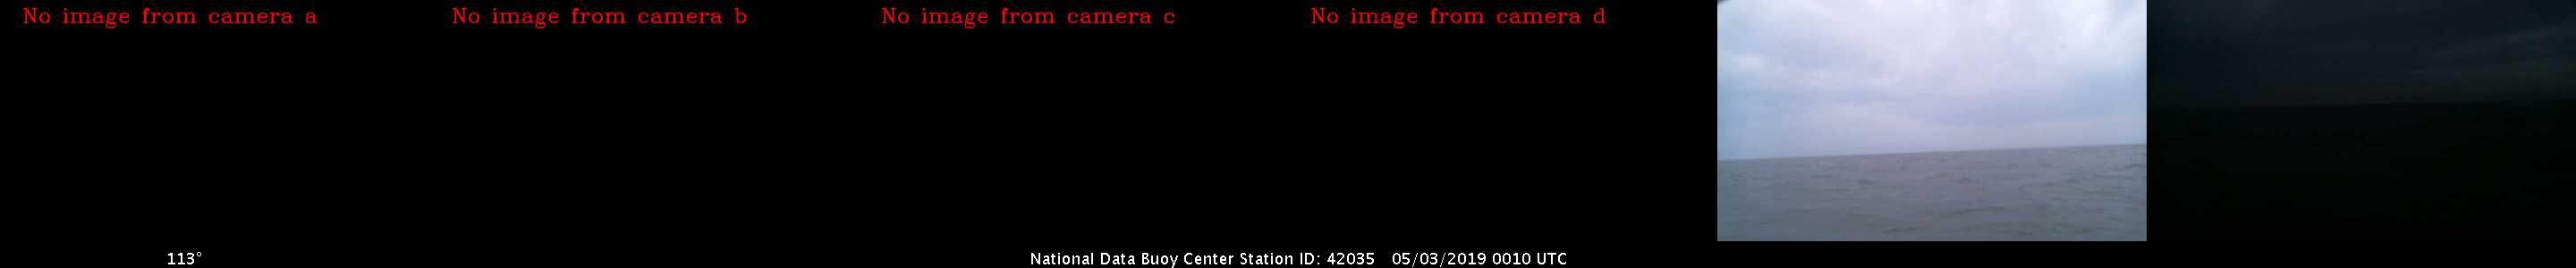 No image from camera a
No image from camera b
No image from camera c
No image from camera d
113°
National Data Buoy Center Station ID: 42035 05/03/2019 0010 UTC